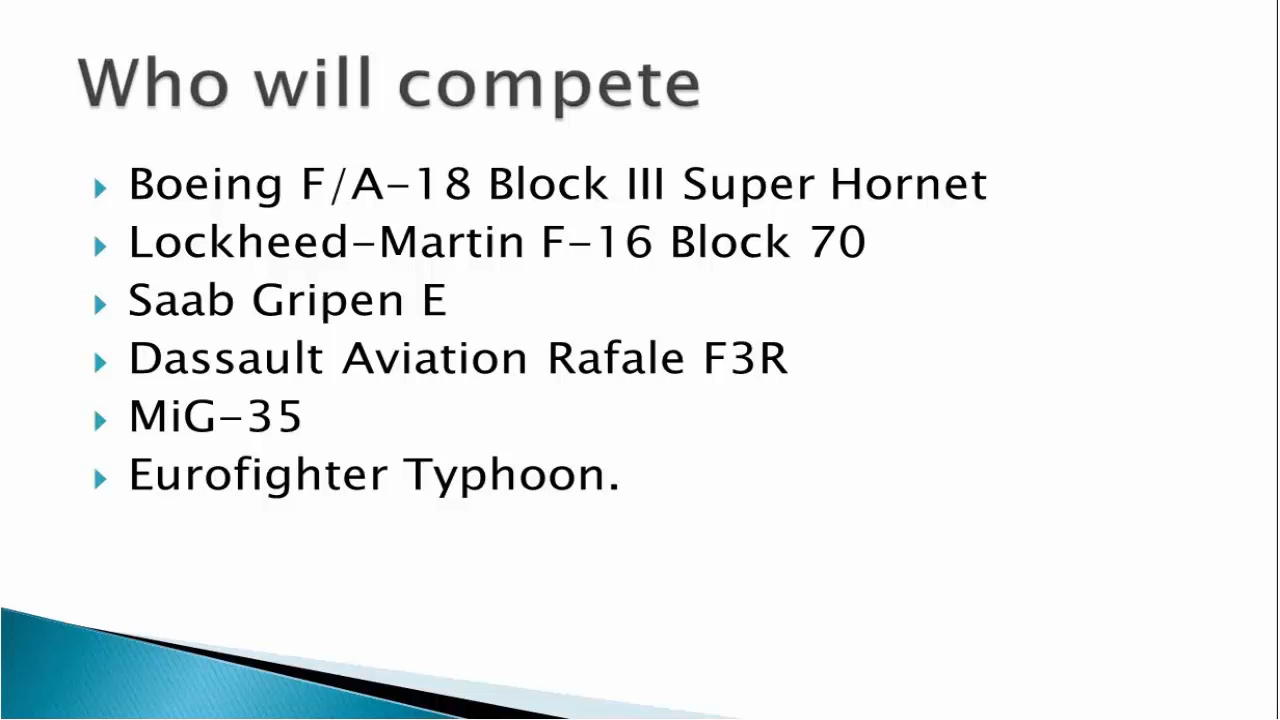 Who will compete
Boeing F/A-18 Block III Super Hornet
Lockheed-Martin F-16 Block 70
Saab Gripen E
Dassault Aviation Rafale F3R
MiG-35
Eurofighter Typhoon.